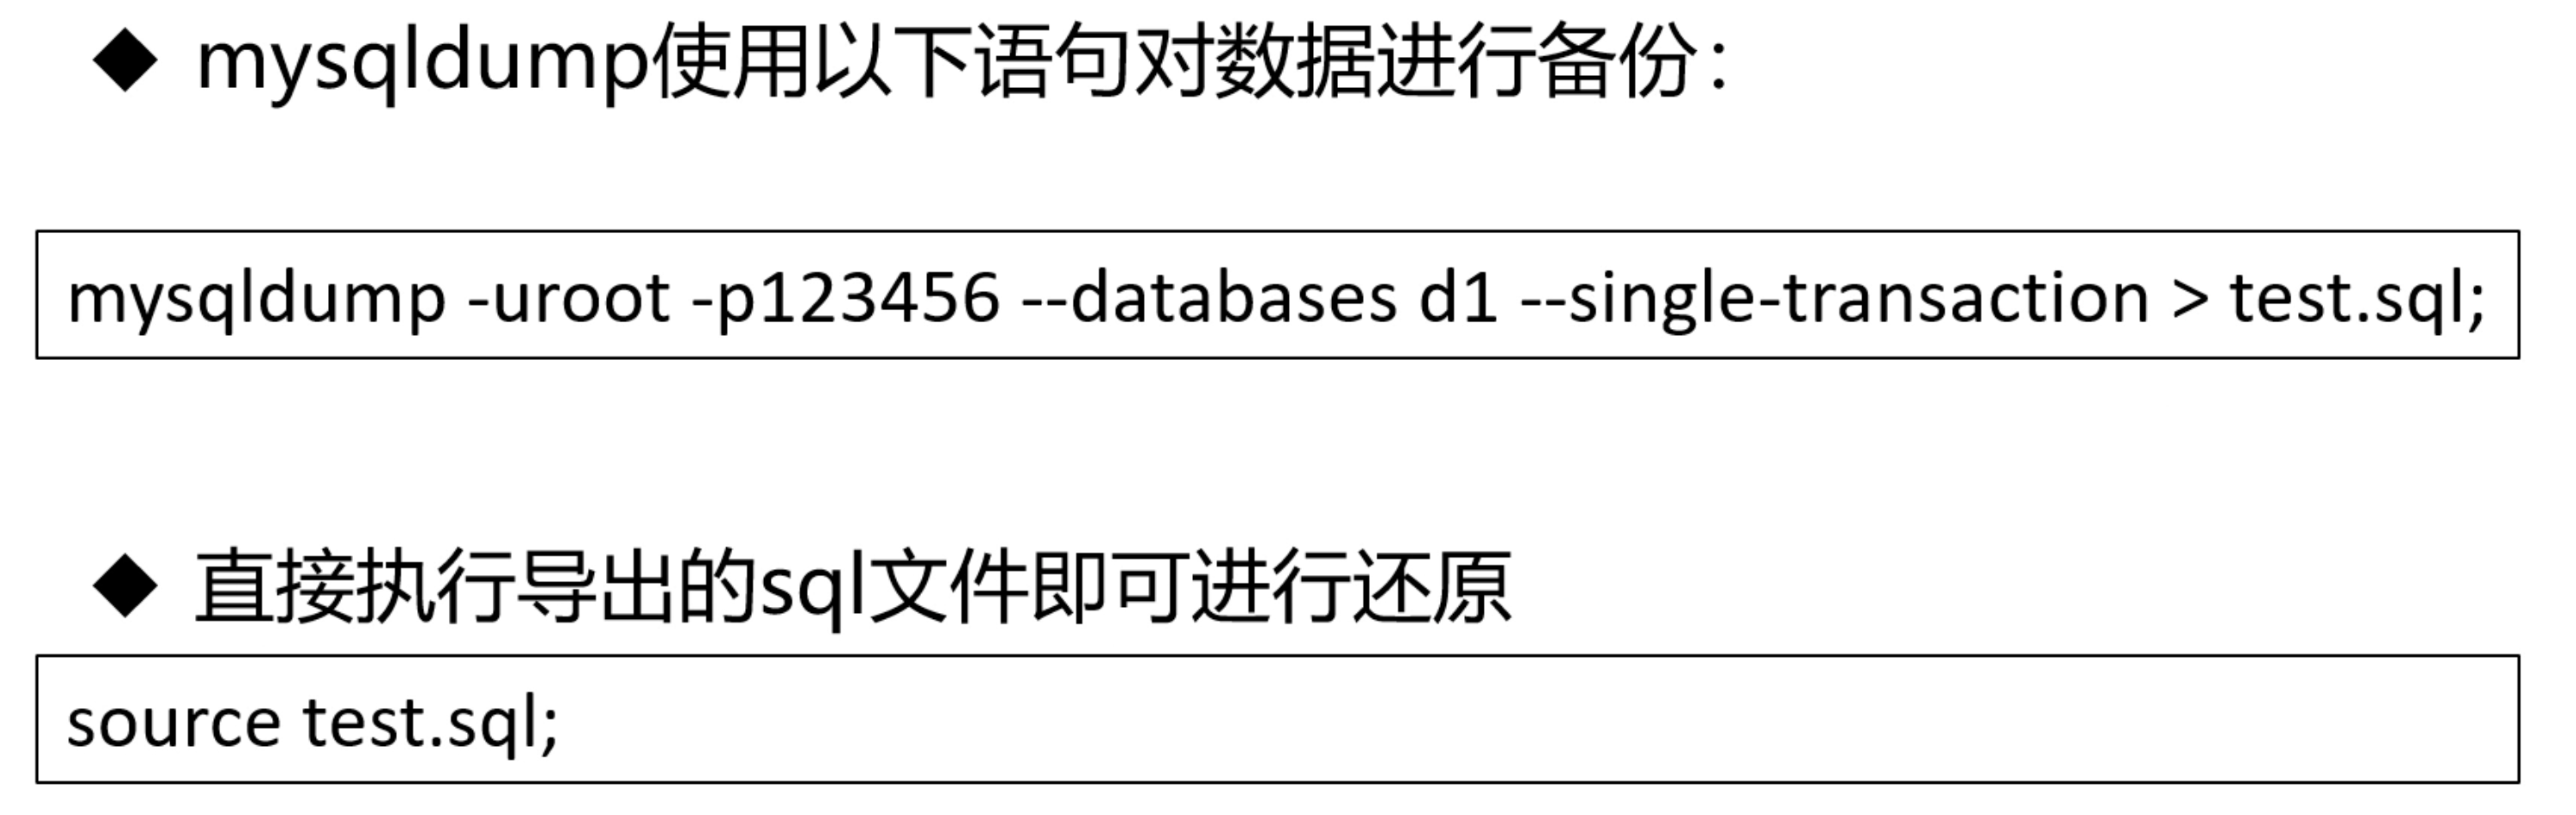 ◆ mysqldump使用以下语句对数据进行备份：
mysqldump -uroot -p123456 --databases d1 --single-transaction > test.sql;
◆ 直接执行导出的sql文件即可进行还原
source test.sql;